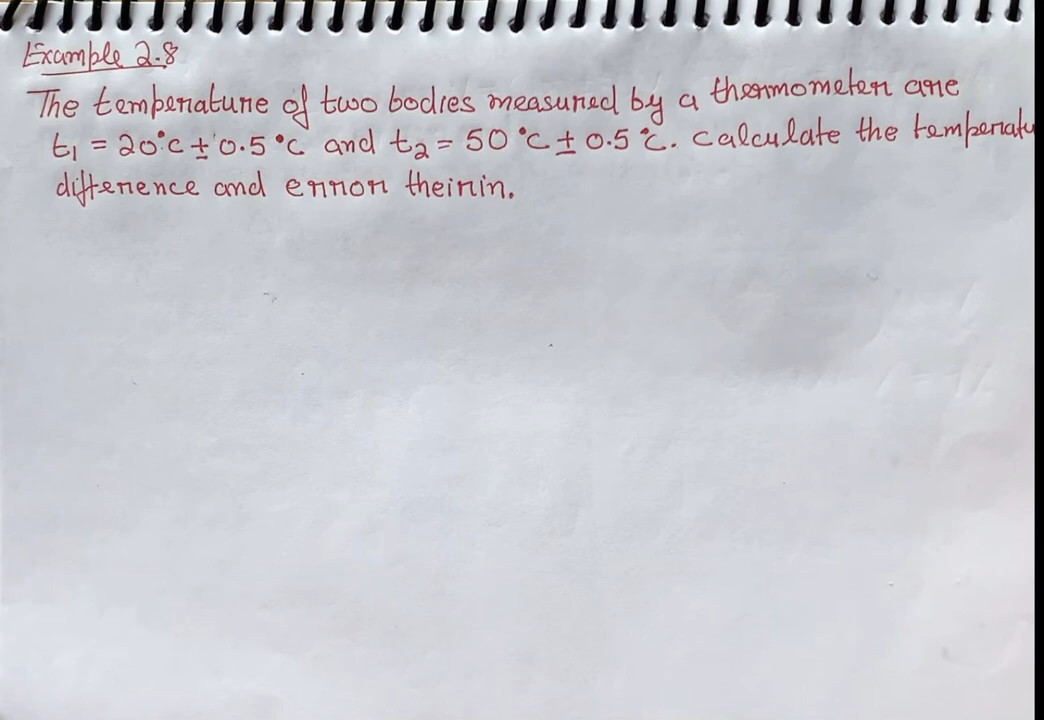 Example 2.8
The temperature of two bodies measured by a thermometer are
t₁ = 20°C ± 0.5 °C and t₂ = 50 °C ± 0.5 °C. Calculate the temperatu
difference and error theirin.